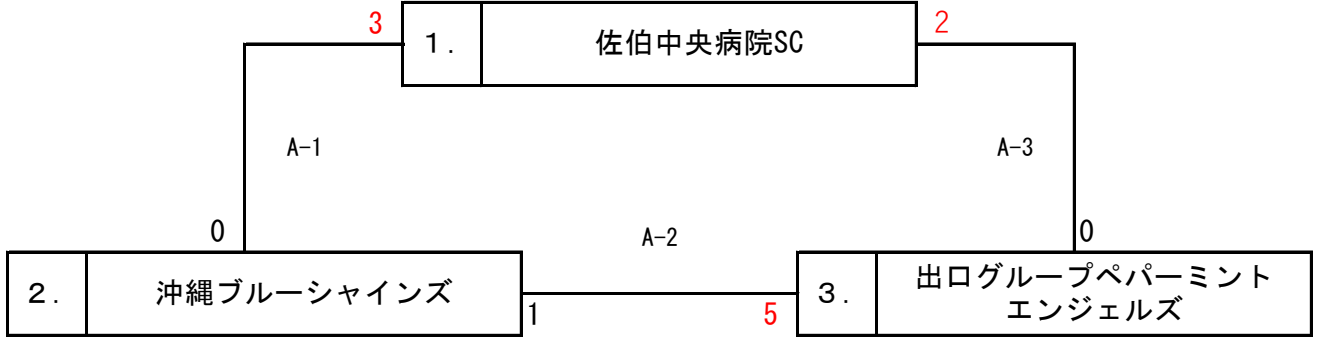 3
1.
佐伯中央病院SC
2
A-1
A-3
0
A-2
0
2.
沖縄ブルーシャインズ
1
5
3.
出ログループペパーミント
エンジェルズ